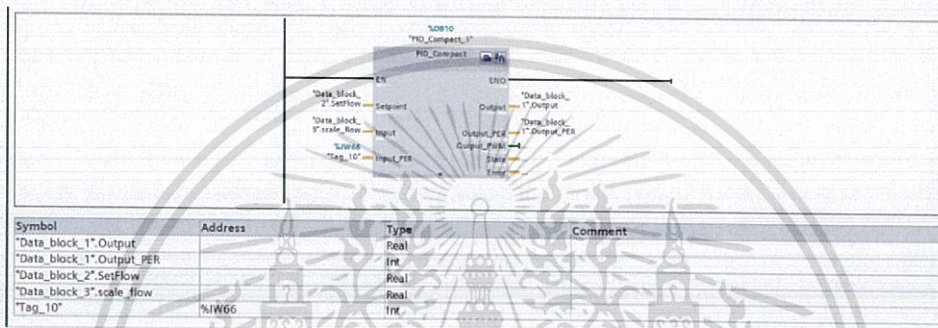 %DB10
"PID_Compact_1"
PID_Compact
EN ENO
"Data_block_2".SetFlow Setpoint Output "Data_block_1".Output
"Data_block_3".scale_flow Input Output_PER "Data_block_1".Output_PER
Output_PWM
%IW66
"Tag_10" Input_PER State
Error ...
Symbol Address Type Comment
"Data_block_1".Output Real
"Data_block_1".Output_PER Int
"Data_block_2".SetFlow Real
"Data_block_3".scale_flow Real
"Tag_10" %IW66 Int